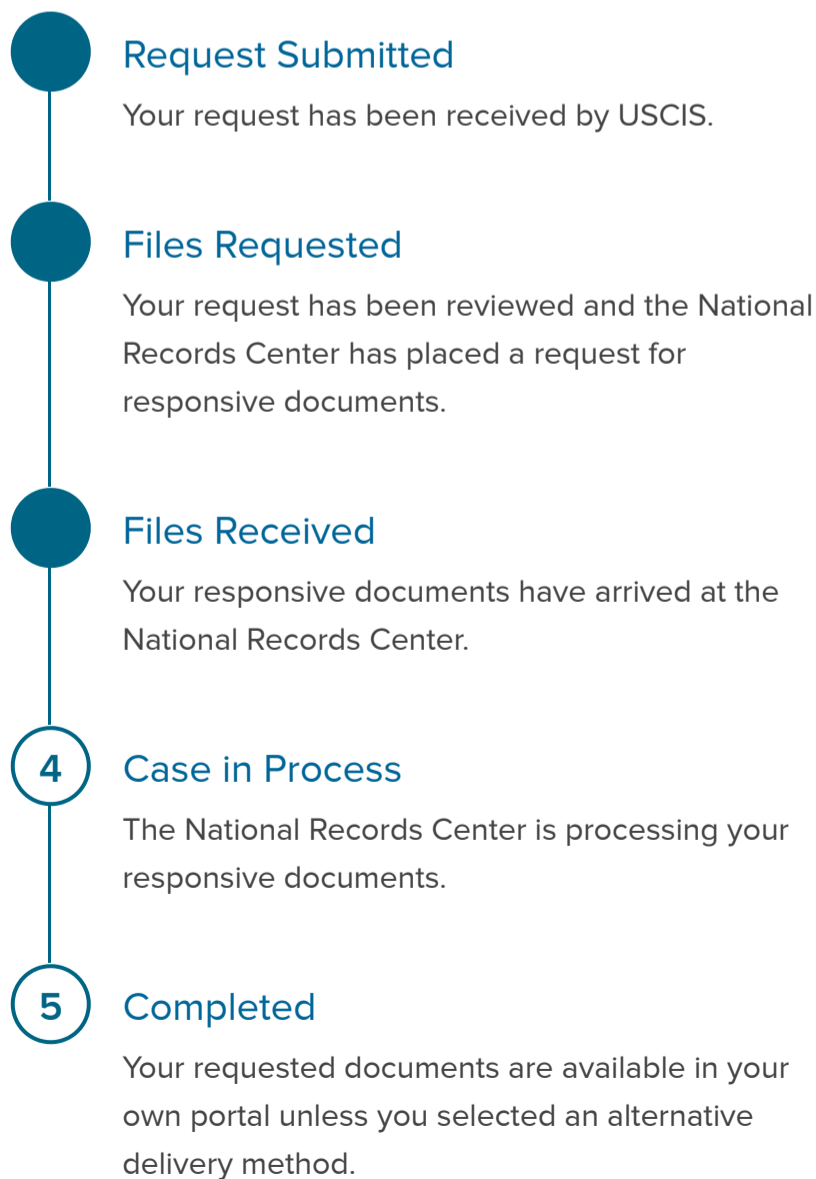 Request Submitted
Your request has been received by USCIS.
Files Requested
Your request has been reviewed and the National
Records Center has placed a request for
responsive documents.
Files Received
Your responsive documents have arrived at the
National Records Center.
4 Case in Process
The National Records Center is processing your
responsive documents.
5 Completed
Your requested documents are available in your
own portal unless you selected an alternative
delivery method.